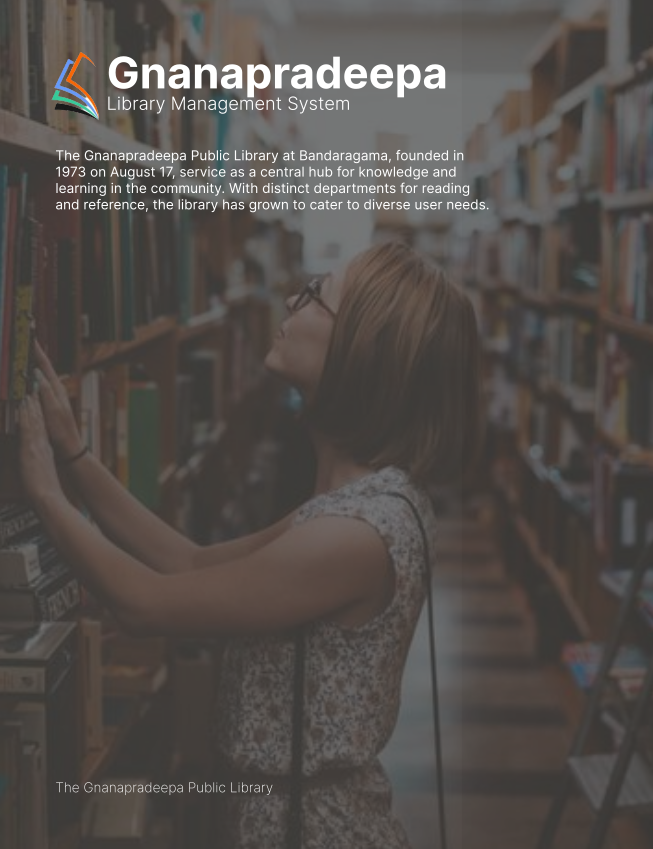 Gnanapradeepa
Library Management System
The Gnanapradeepa Public Library at Bandaragama, founded in
1973 on August 17, service as a central hub for knowledge and
learning in the community. With distinct departments for reading
and reference, the library has grown to cater to diverse user needs.
FRENCH
The Gnanapradeepa Public Library